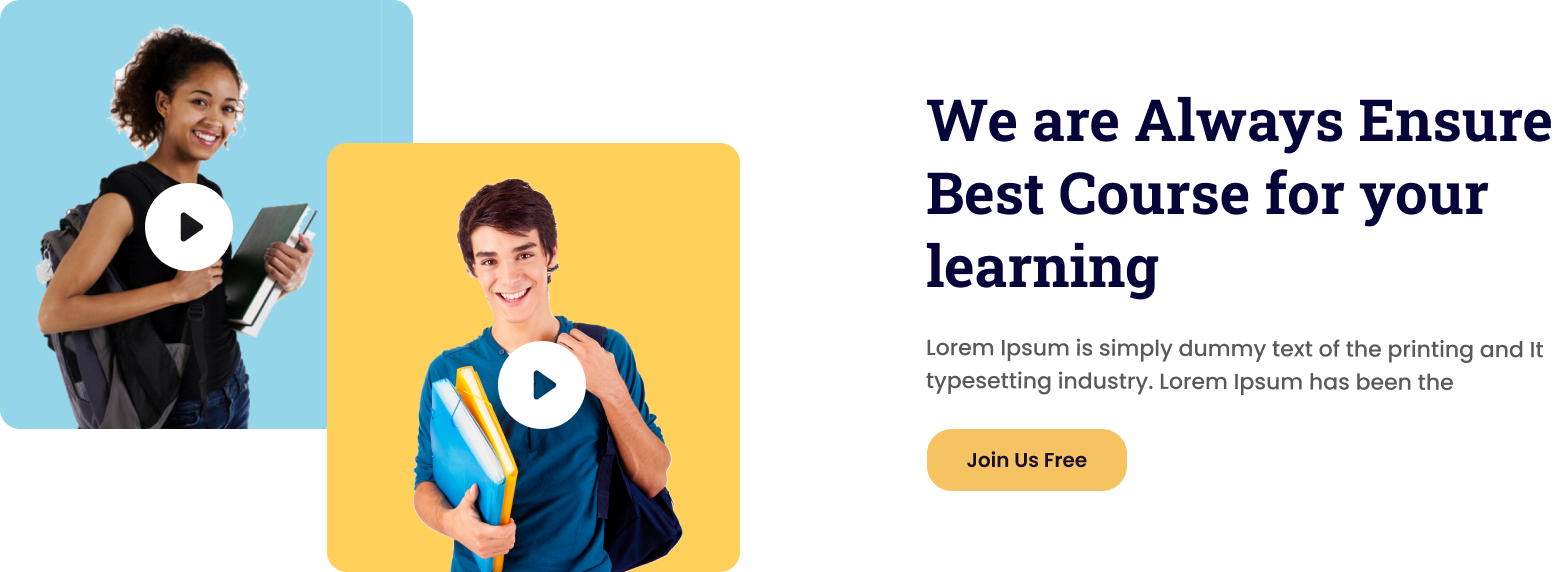 We are Always Ensure
Best Course for your
learning
Lorem Ipsum is simply dummy text of the printing and It
typesetting industry. Lorem Ipsum has been the
Join Us Free